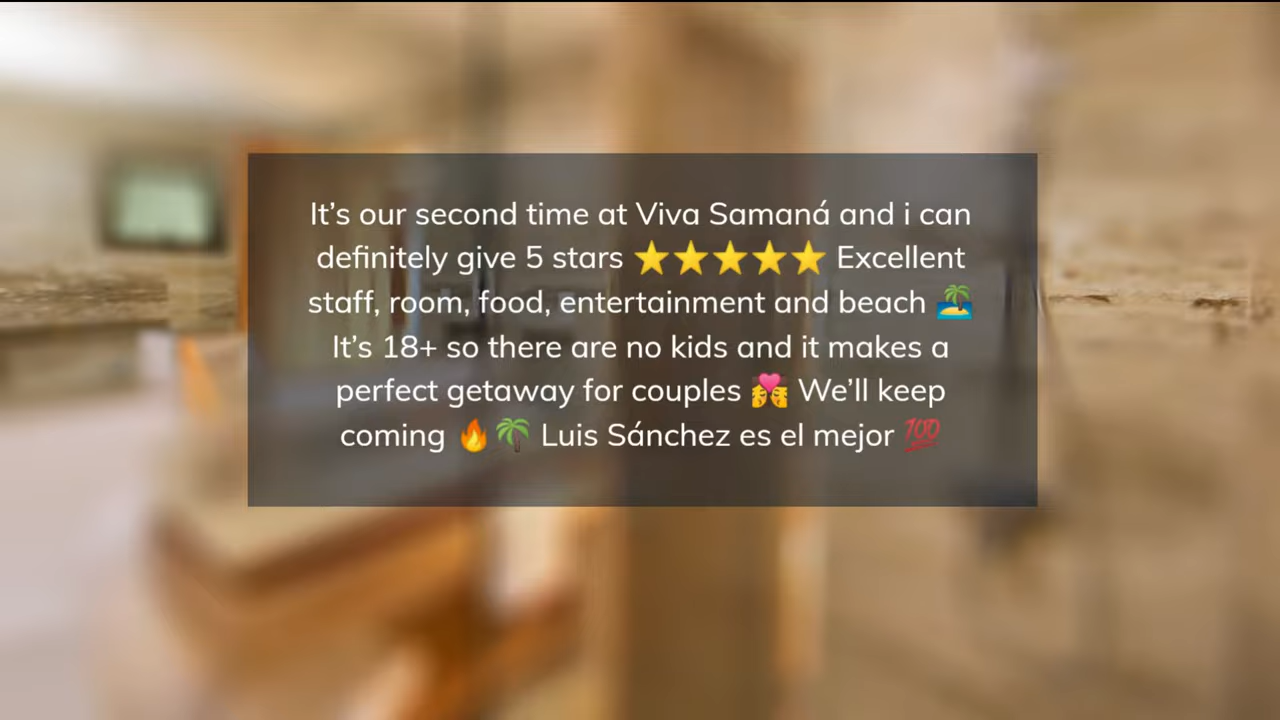 It’s our second time at Viva Samaná and i can
definitely give 5 stars ⭐⭐⭐⭐⭐ Excellent
staff, room, food, entertainment and beach 🏝️
It’s 18+ so there are no kids and it makes a
perfect getaway for couples 💏 We’ll keep
coming 🔥🌴 Luis Sánchez es el mejor 💯